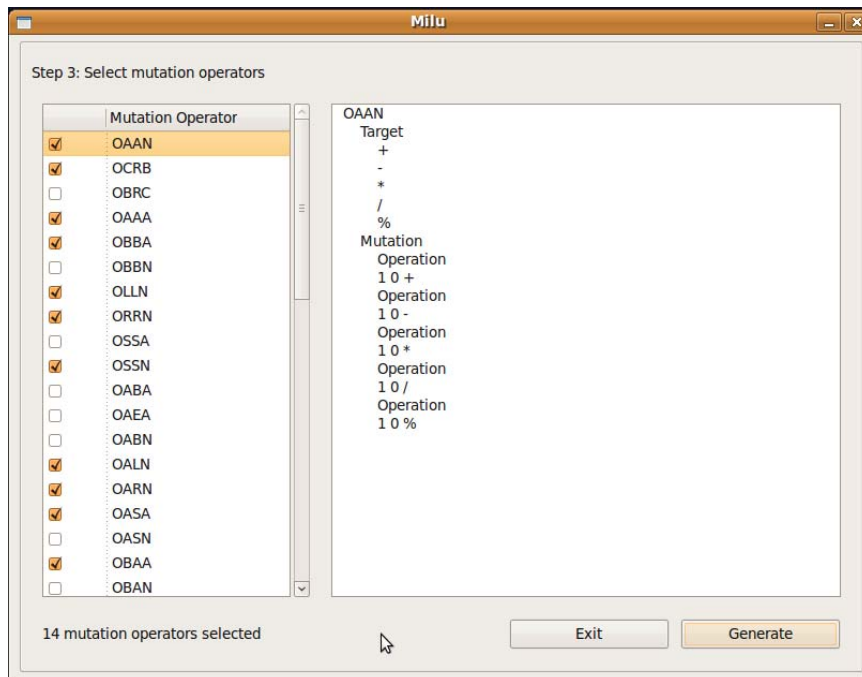 Milu
Step 3: Select mutation operators
Mutation Operator
OAAN
OCRB
OBRC
OAAA
OBBA
OBBN
OLLN
ORRN
OSSA
OSSN
OABA
OAEA
OABN
OALN
OARN
OASA
OASN
OBAA
OBAN
OAAN
Target
+
-
*
/
%
Mutation
Operation
1 0 +
Operation
1 0 -
Operation
1 0 *
Operation
1 0 /
Operation
1 0 %
14 mutation operators selected
Exit
Generate